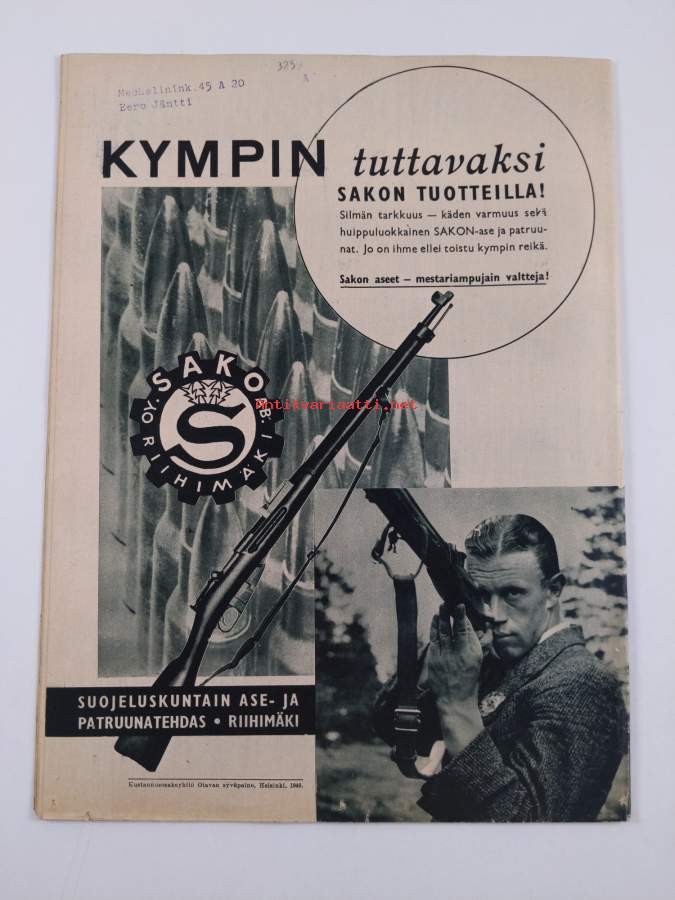 325
Mechelinink.45 A 20
Eero Jäntti
KYMPIN tuttavaksi
SAKON TUOTTEILLA!
Silmän tarkkuus — käden varmuus sekä
huippuluokkainen SAKON-ase ja patruu-
nat. Jo on ihme ellei toistu kympin reikä.
Sakon aseet — mestariampujain valtteja!
OY. SAKO AB.
S
RIIHIMÄKI
Antikvariaatti.net
SUOJELUSKUNTAIN ASE- JA
PATRUUNATEHDAS • RIIHIMÄKI
Kustannusosakeyhtiö Otavan syväpaino, Helsinki, 1940.